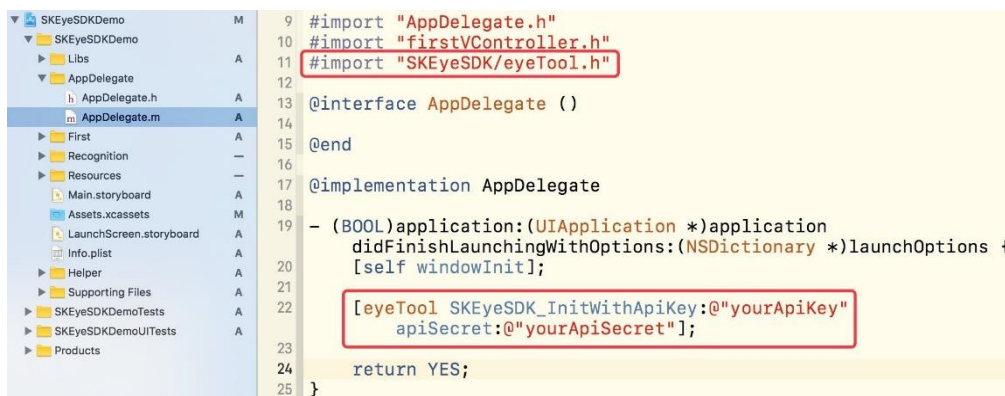 SKEyeSDKDemo M
SKEyeSDKDemo
Libs A
AppDelegate
h AppDelegate.h A
m AppDelegate.m A
First A
Recognition —
Resources —
Main.storyboard A
Assets.xcassets M
LaunchScreen.storyboard A
Info.plist A
Helper A
Supporting Files A
SKEyeSDKDemoTests A
SKEyeSDKDemoUITests A
Products
9 #import "AppDelegate.h"
10 #import "firstVController.h"
11 #import "SKEyeSDK/eyeTool.h"
12
13 @interface AppDelegate ()
14
15 @end
16
17 @implementation AppDelegate
18
19 - (BOOL)application:(UIApplication *)application
didFinishLaunchingWithOptions:(NSDictionary *)launchOptions {
20 [self windowInit];
21
22 [eyeTool SKEyeSDK_InitWithApiKey:@"yourApiKey"
apiSecret:@"yourApiSecret"];
23
24 return YES;
25 }